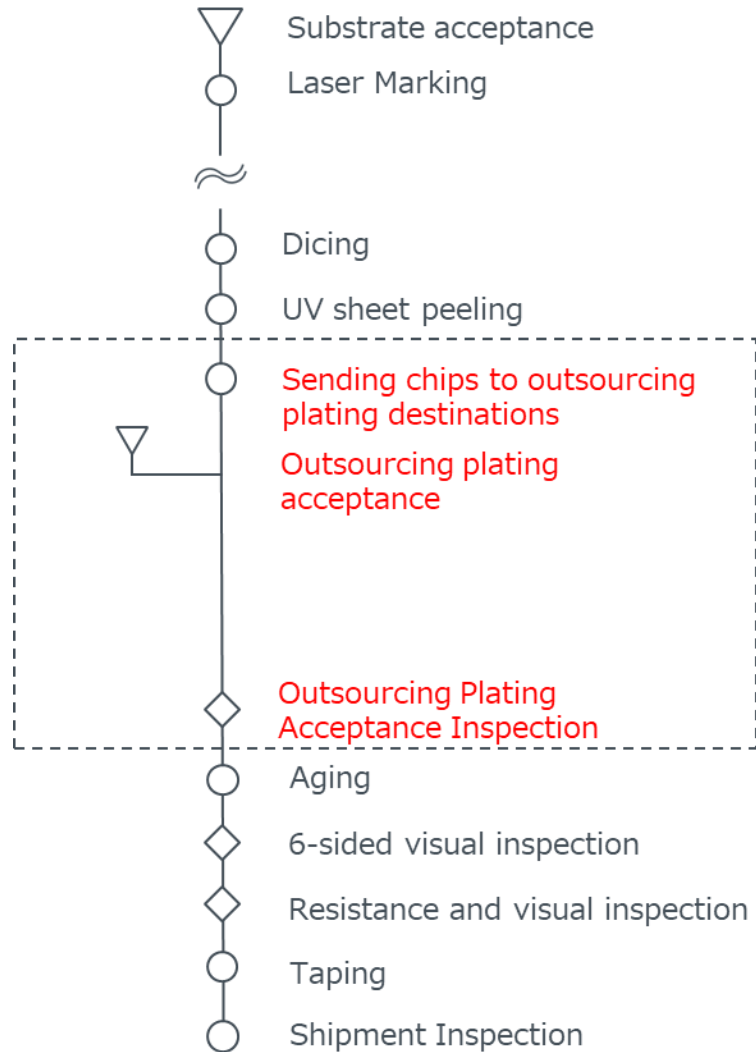 Substrate acceptance
Laser Marking
Dicing
UV sheet peeling
Sending chips to outsourcing
plating destinations
Outsourcing plating
acceptance
Outsourcing Plating
Acceptance Inspection
Aging
6-sided visual inspection
Resistance and visual inspection
Taping
Shipment Inspection